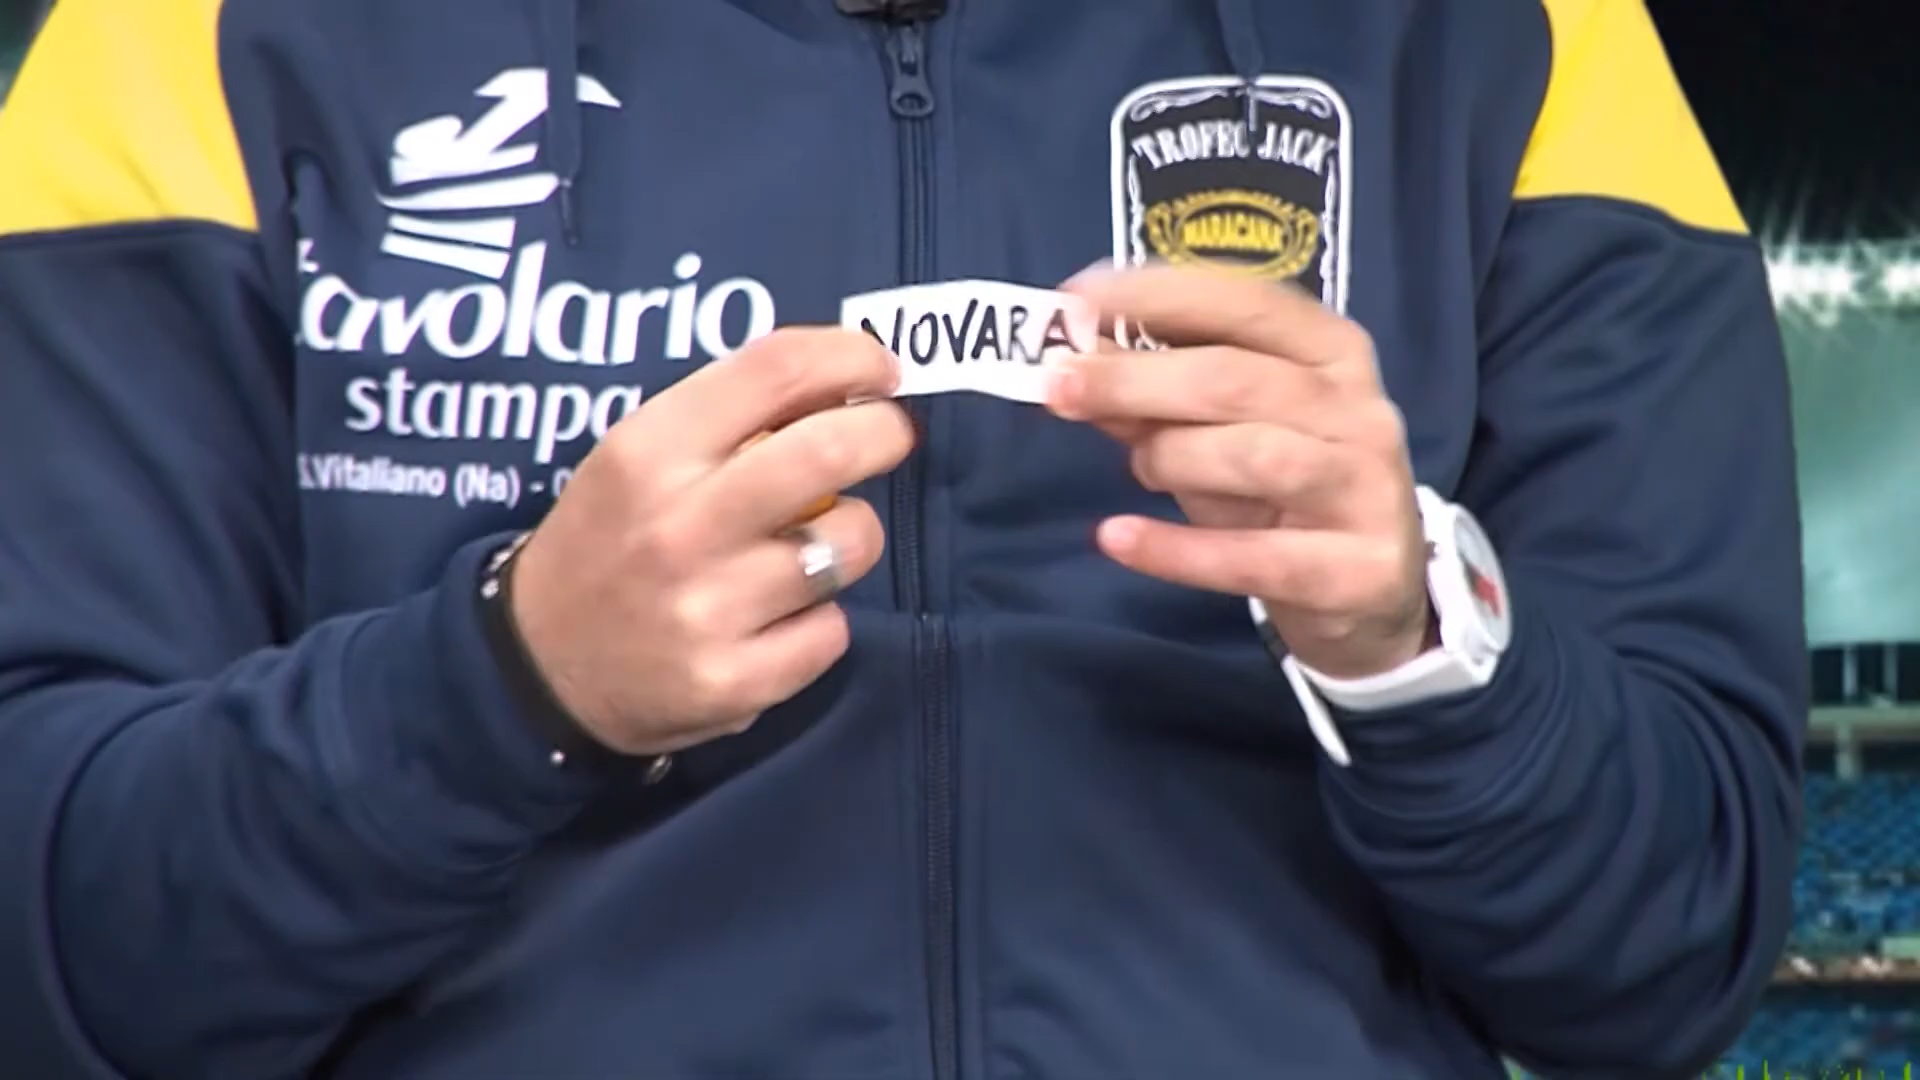 Tavolario
stampa
S.Vitaliano (Na) -
TROFEO JACK
MARACANA
NOVARA